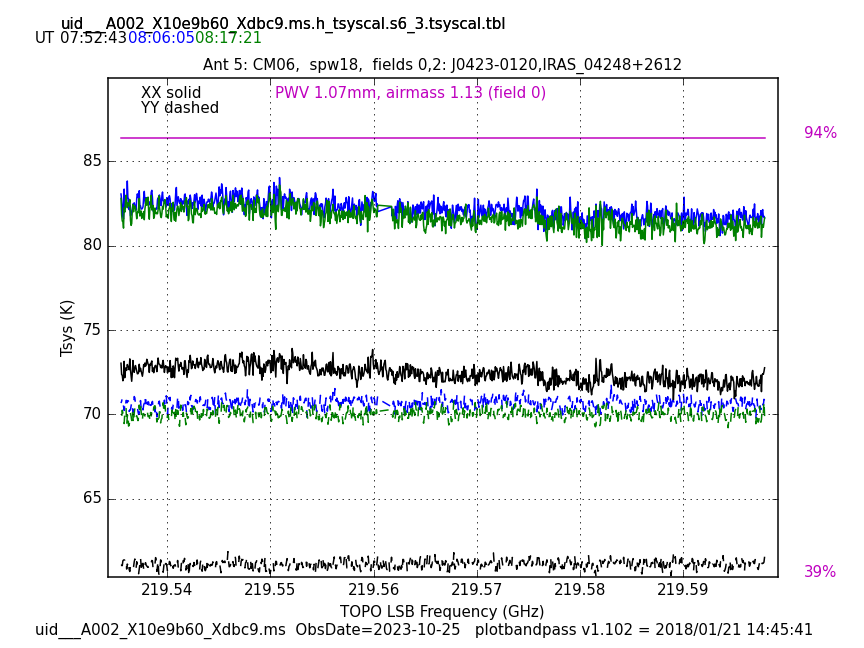 uid___A002_X10e9b60_Xdbc9.ms.h_tsyscal.s6_3.tsyscal.tbl
UT 07:52:43 08:06:05 08:17:21
Ant 5: CM06,  spw18,  fields 0,2: J0423-0120,IRAS_04248+2612
XX solid
PWV 1.07mm, airmass 1.13 (field 0)
YY dashed
94%
85
80
75
70
65
Tsys (K)
39%
219.54 219.55 219.56 219.57 219.58 219.59
TOPO LSB Frequency (GHz)
uid___A002_X10e9b60_Xdbc9.ms  ObsDate=2023-10-25   plotbandpass v1.102 = 2018/01/21 14:45:41